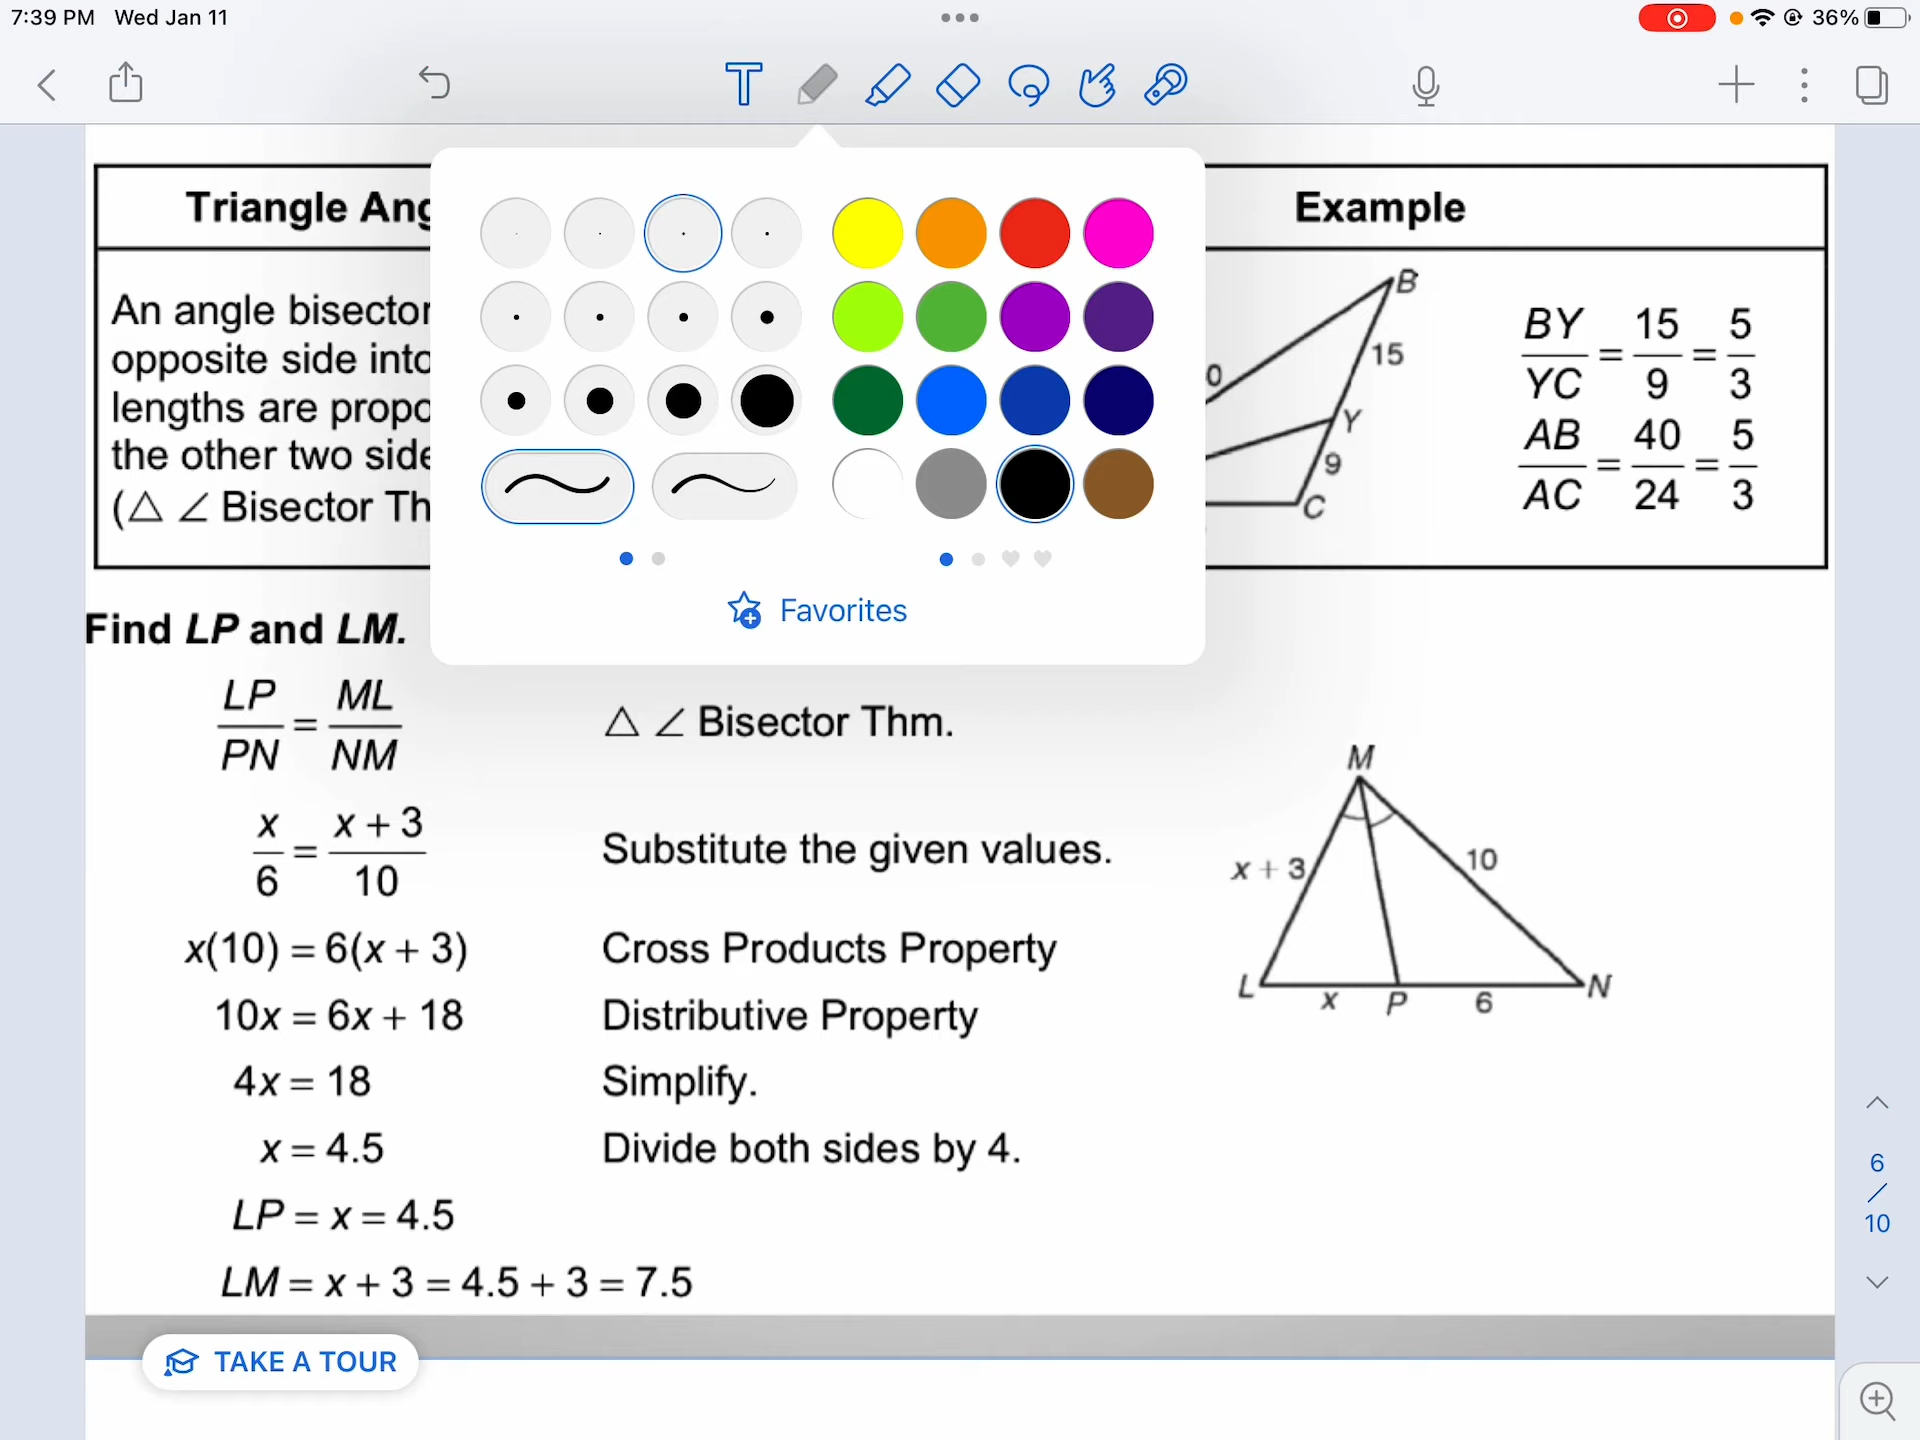 7:39 PM Wed Jan 11
36%
T
Triangle Ang
Example
An angle bisector
opposite side into
lengths are propo
the other two side
(△ ∠ Bisector Th
B
0
15
Y
9
C
BY/YC = 15/9 = 5/3
AB/AC = 40/24 = 5/3
Favorites
Find LP and LM.
LP/PN = ML/NM △ ∠ Bisector Thm.
x/6 = x + 3/10 Substitute the given values.
x(10) = 6(x + 3) Cross Products Property
10x = 6x + 18 Distributive Property
4x = 18 Simplify.
x = 4.5 Divide both sides by 4.
LP = x = 4.5
LM = x + 3 = 4.5 + 3 = 7.5
M
x + 3
10
L
x
P
6
N
6
/
10
TAKE A TOUR